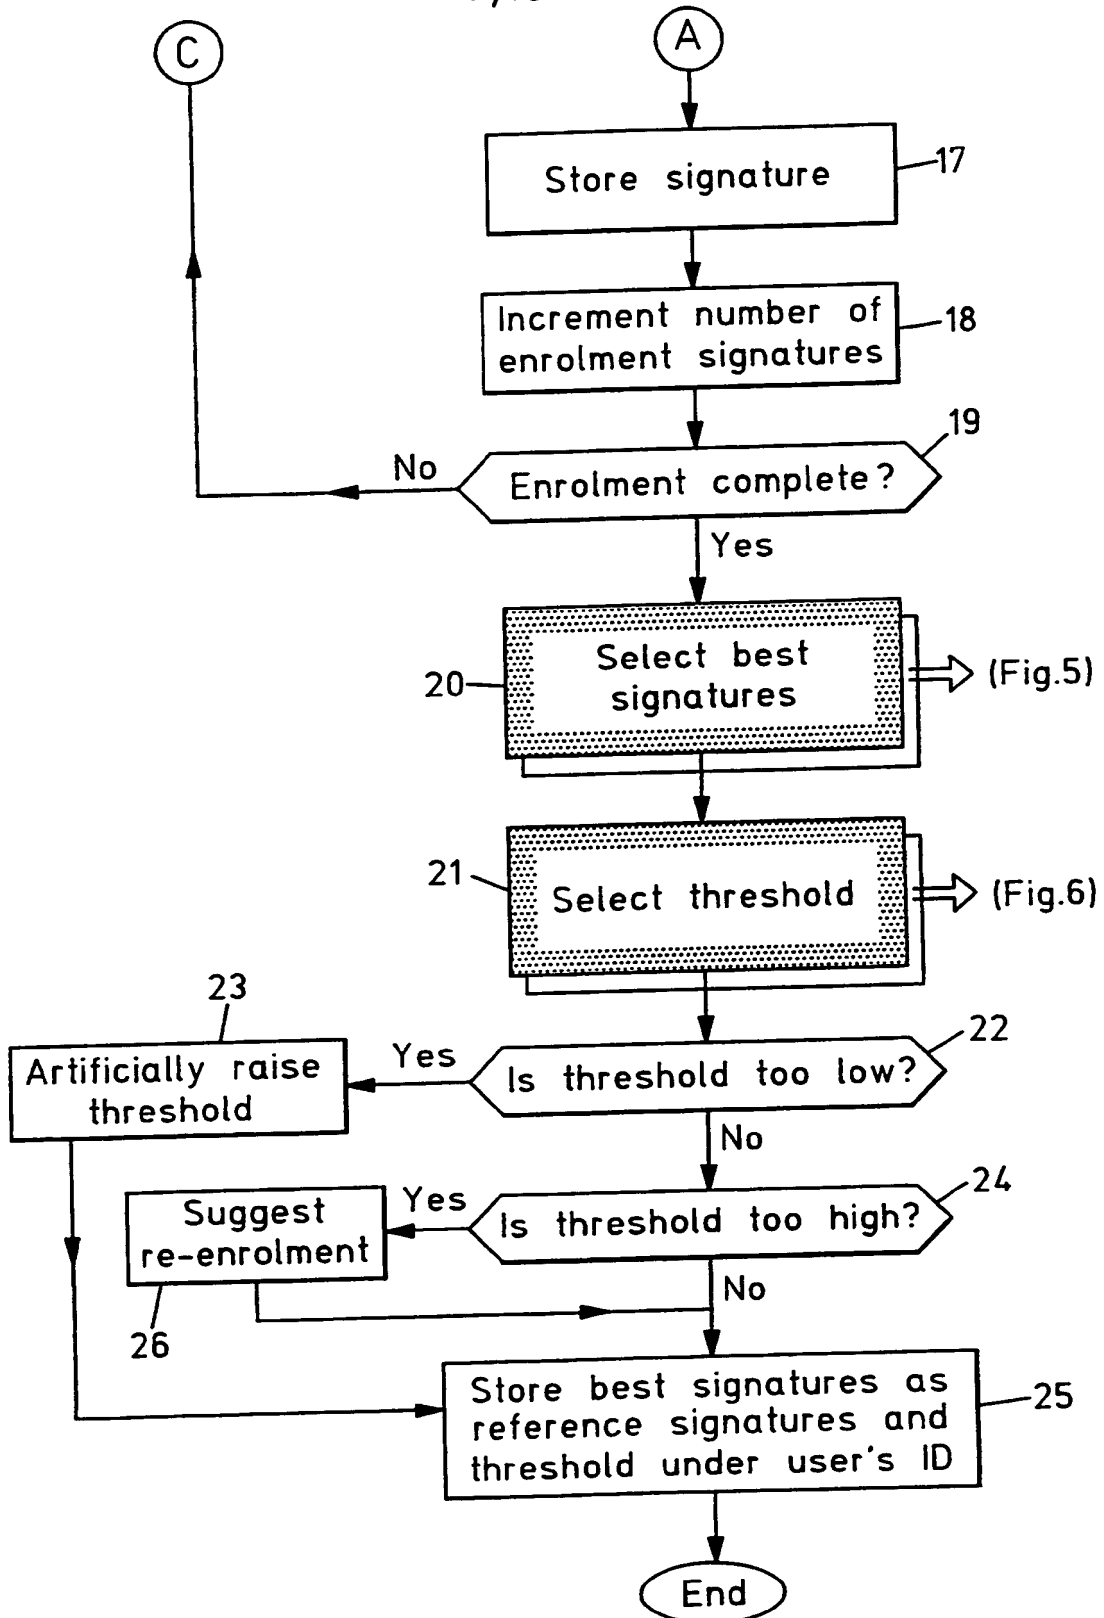 C
A
Store signature
17
Increment number of
enrolment signatures
18
19
No
Enrolment complete?
Yes
20
Select best
signatures
(Fig.5)
21
Select threshold
(Fig.6)
23
22
Artificially raise
threshold
Yes
Is threshold too low?
No
24
Suggest
re-enrolment
Yes
Is threshold too high?
No
26
Store best signatures as
reference signatures and
threshold under user's ID
25
End